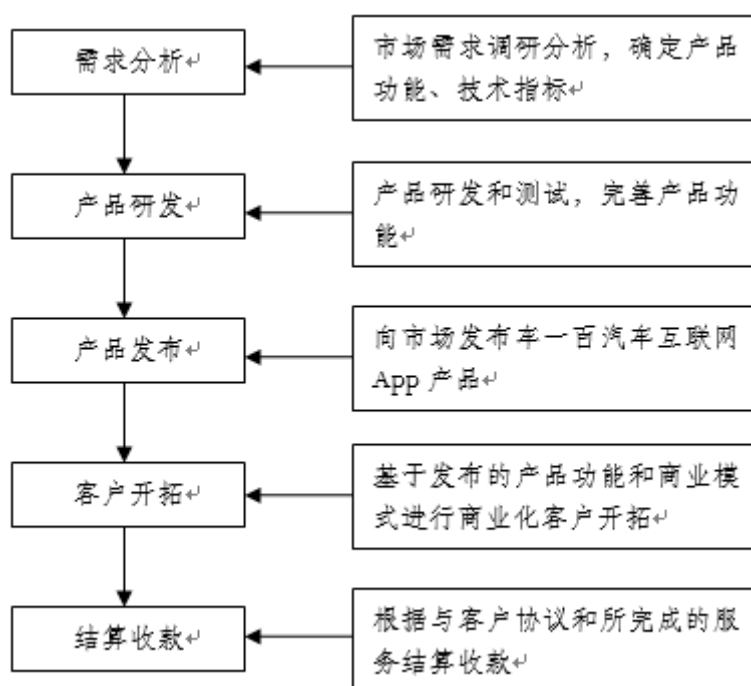 需求分析
市场需求调研分析，确定产品
功能、技术指标
产品研发
产品研发和测试，完善产品功
能
产品发布
向市场发布车一百汽车互联网
App 产品
客户开拓
基于发布的产品功能和商业模
式进行商业化客户开拓
结算收款
根据与客户协议和所完成的服
务结算收款